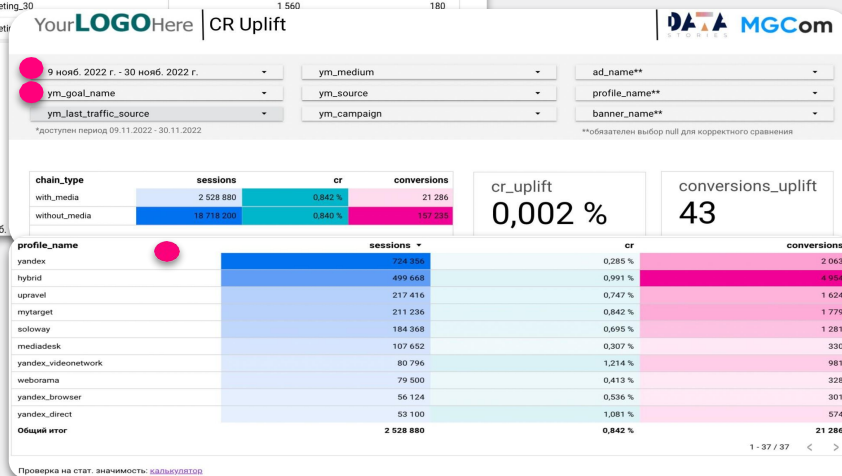 eting_30 1 560 180
YourLOGOHere | CR Uplift DATA STORIES MGCom
9 нояб. 2022 г. - 30 нояб. 2022 г. ym_medium ad_name**
ym_goal_name ym_source profile_name**
ym_last_traffic_source ym_campaign banner_name**
*доступен период 09.11.2022 - 30.11.2022 **обязателен выбор null для корректного сравнения
chain_type sessions cr conversions
with_media 2 528 880 0,842 % 21 286
without_media 18 718 200 0,840 % 157 235
cr_uplift
0,002 %
conversions_uplift
43
profile_name sessions cr conversions
yandex 724 356 0,285 % 2 063
hybrid 499 668 0,991 % 4 954
upravel 217 416 0,747 % 1 624
mytarget 211 236 0,842 % 1 779
soloway 184 368 0,695 % 1 281
mediadesk 107 652 0,307 % 330
yandex_videonetwork 80 796 1,214 % 981
weborama 79 500 0,413 % 328
yandex_browser 56 124 0,536 % 301
yandex_direct 53 100 1,081 % 574
Общий итог 2 528 880 0,842 % 21 286
1 - 37 / 37 < >
Проверка на стат. значимость: калькулятор